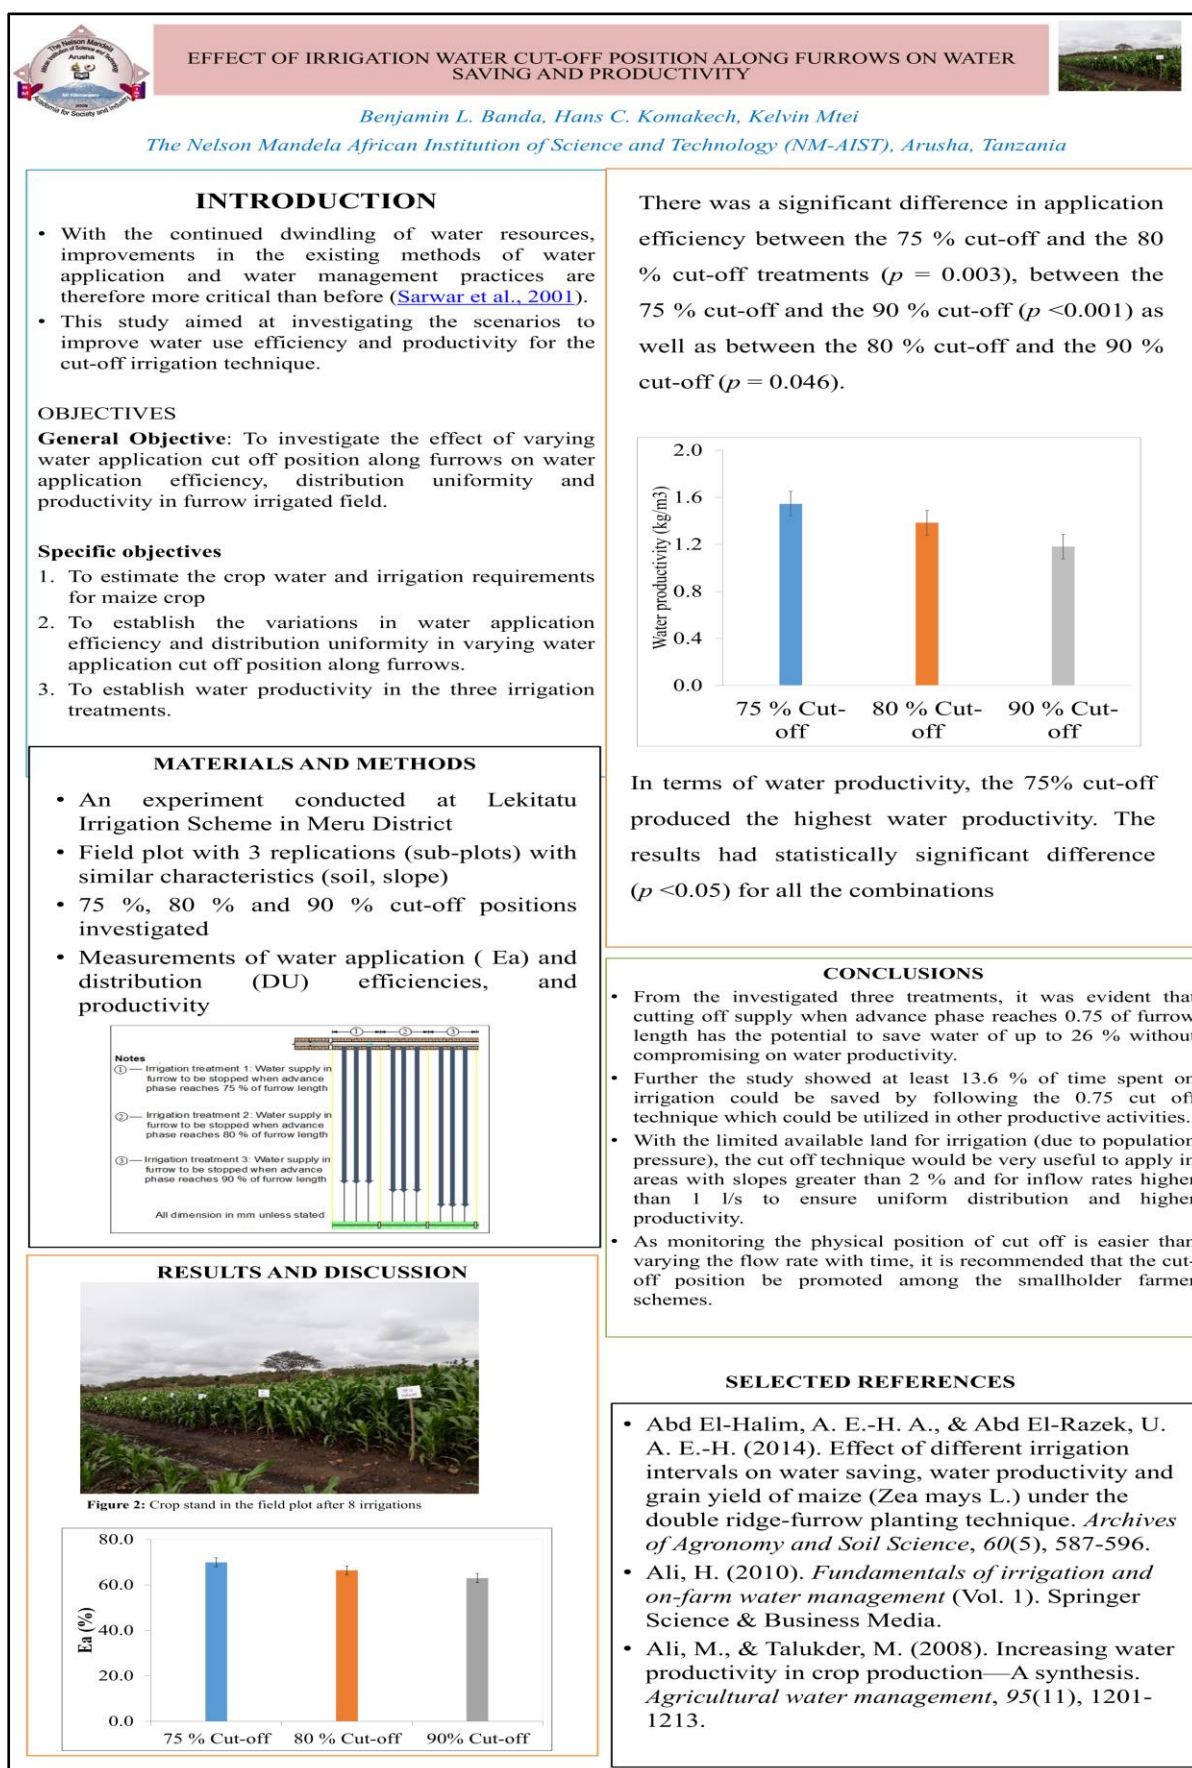 The Nelson Mandela
African Institution of Science and Technology
Arusha
Academia for Society and Industry
EFFECT OF IRRIGATION WATER CUT-OFF POSITION ALONG FURROWS ON WATER
SAVING AND PRODUCTIVITY
Benjamin L. Banda, Hans C. Komakech, Kelvin Mtei
The Nelson Mandela African Institution of Science and Technology (NM-AIST), Arusha, Tanzania
INTRODUCTION
• With the continued dwindling of water resources,
improvements in the existing methods of water
application and water management practices are
therefore more critical than before (Sarwar et al., 2001).
• This study aimed at investigating the scenarios to
improve water use efficiency and productivity for the
cut-off irrigation technique.
OBJECTIVES
General Objective: To investigate the effect of varying
water application cut off position along furrows on water
application efficiency, distribution uniformity and
productivity in furrow irrigated field.
Specific objectives
1. To estimate the crop water and irrigation requirements
for maize crop
2. To establish the variations in water application
efficiency and distribution uniformity in varying water
application cut off position along furrows.
3. To establish water productivity in the three irrigation
treatments.
MATERIALS AND METHODS
• An experiment conducted at Lekitatu
Irrigation Scheme in Meru District
• Field plot with 3 replications (sub-plots) with
similar characteristics (soil, slope)
• 75 %, 80 % and 90 % cut-off positions
investigated
• Measurements of water application ( Ea) and
distribution (DU) efficiencies, and
productivity
1 2 3
Notes
1 Irrigation treatment 1: Water supply in
furrow to be stopped when advance
phase reaches 75 % of furrow length
2 Irrigation treatment 2: Water supply in
furrow to be stopped when advance
phase reaches 80 % of furrow length
3 Irrigation treatment 3: Water supply in
furrow to be stopped when advance
phase reaches 90 % of furrow length
All dimension in mm unless stated
RESULTS AND DISCUSSION
Figure 2: Crop stand in the field plot after 8 irrigations
80.0
60.0
40.0
20.0
0.0
Ea (%)
75 % Cut-off 80 % Cut-off 90% Cut-off
There was a significant difference in application
efficiency between the 75 % cut-off and the 80
% cut-off treatments (p = 0.003), between the
75 % cut-off and the 90 % cut-off (p <0.001) as
well as between the 80 % cut-off and the 90 %
cut-off (p = 0.046).
2.0
1.6
1.2
0.8
0.4
0.0
Water productivity (kg/m3)
75 % Cut- 80 % Cut- 90 % Cut-
off off off
In terms of water productivity, the 75% cut-off
produced the highest water productivity. The
results had statistically significant difference
(p <0.05) for all the combinations
CONCLUSIONS
• From the investigated three treatments, it was evident that
cutting off supply when advance phase reaches 0.75 of furrow
length has the potential to save water of up to 26 % without
compromising on water productivity.
• Further the study showed at least 13.6 % of time spent on
irrigation could be saved by following the 0.75 cut off
technique which could be utilized in other productive activities.
• With the limited available land for irrigation (due to population
pressure), the cut off technique would be very useful to apply in
areas with slopes greater than 2 % and for inflow rates higher
than 1 l/s to ensure uniform distribution and higher
productivity.
• As monitoring the physical position of cut off is easier than
varying the flow rate with time, it is recommended that the cut-
off position be promoted among the smallholder farmer
schemes.
SELECTED REFERENCES
• Abd El-Halim, A. E.-H. A., & Abd El-Razek, U.
A. E.-H. (2014). Effect of different irrigation
intervals on water saving, water productivity and
grain yield of maize (Zea mays L.) under the
double ridge-furrow planting technique. Archives
of Agronomy and Soil Science, 60(5), 587-596.
• Ali, H. (2010). Fundamentals of irrigation and
on-farm water management (Vol. 1). Springer
Science & Business Media.
• Ali, M., & Talukder, M. (2008). Increasing water
productivity in crop production—A synthesis.
Agricultural water management, 95(11), 1201-
1213.